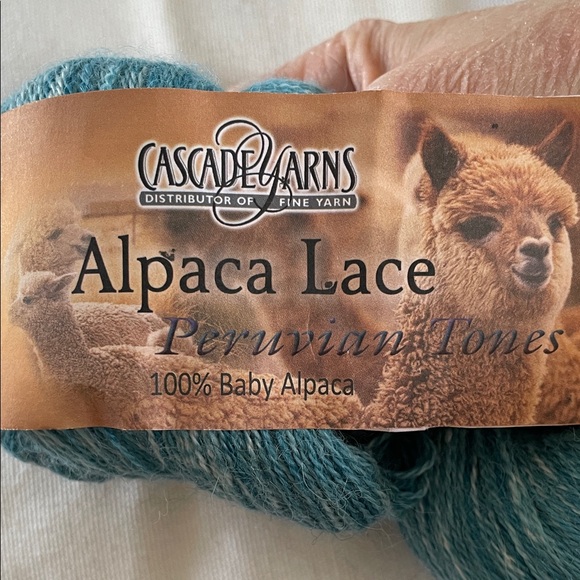 CASCADE YARNS
DISTRIBUTOR OF FINE YARN
Alpaca Lace
Peruvian Tones
100% Baby Alpaca